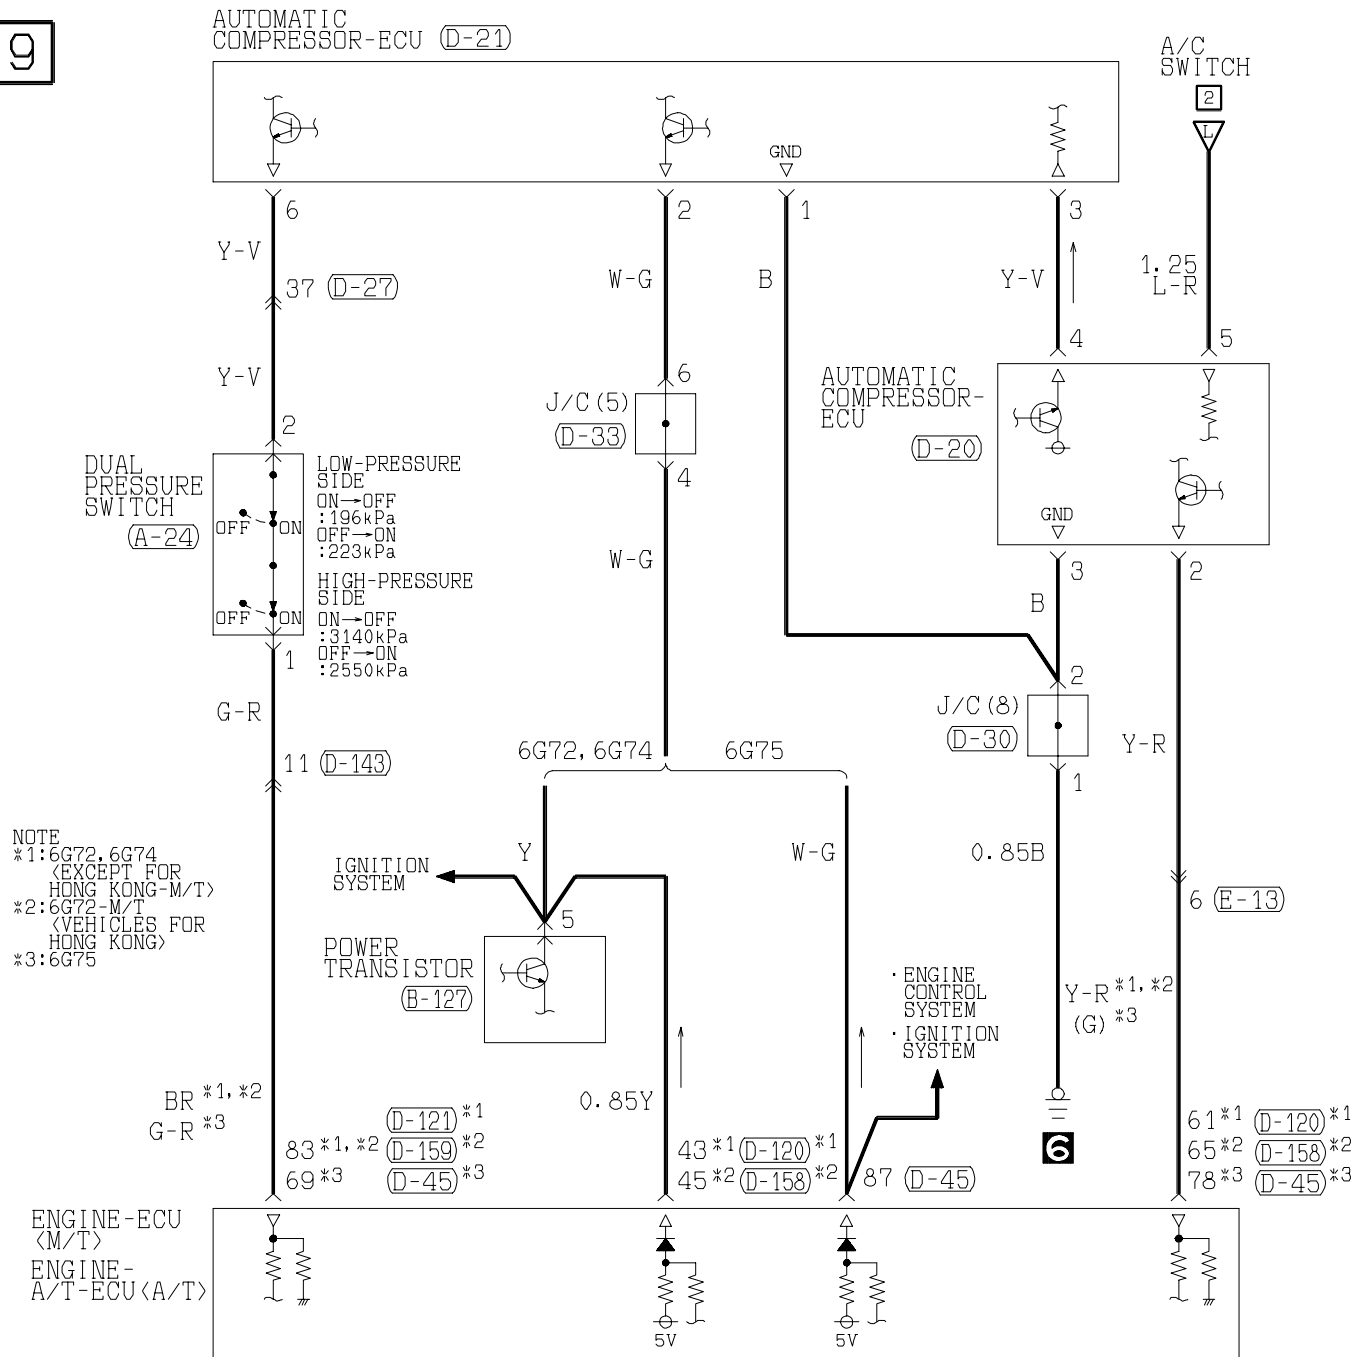 9
AUTOMATIC
COMPRESSOR-ECU (D-21)
A/C
SWITCH
2
L
GND
6
2
1
3
Y-V
W-G
B
Y-V
1.25
L-R
37 (D-27)
4
5
Y-V
6
J/C(5)
(D-33)
AUTOMATIC
COMPRESSOR-
ECU
(D-20)
2
4
DUAL
PRESSURE
SWITCH
(A-24)
LOW-PRESSURE
SIDE
ON→OFF
:196kPa
OFF→ON
:223kPa
OFF
ON
HIGH-PRESSURE
SIDE
ON→OFF
:3140kPa
OFF→ON
:2550kPa
OFF
ON
GND
W-G
3
2
B
1
2
G-R
J/C(8)
(D-30)
Y-R
6G72,6G74
6G75
11 (D-143)
1
NOTE
*1:6G72,6G74
<EXCEPT FOR
HONG KONG-M/T>
*2:6G72-M/T
<VEHICLES FOR
HONG KONG>
*3:6G75
Y
W-G
0.85B
IGNITION
SYSTEM
5
6 (E-13)
POWER
TRANSISTOR
(B-127)
·ENGINE
CONTROL
SYSTEM
·IGNITION
SYSTEM
Y-R *1,*2
(G) *3
BR *1,*2
G-R *3
0.85Y
6
83*1,*2
69*3
(D-121)*1
(D-159)*2
(D-45)*3
43*1 (D-120)*1
45*2 (D-158)*2
87 (D-45)
61*1 (D-120)*1
65*2 (D-158)*2
78*3 (D-45)*3
ENGINE-ECU
<M/T>
ENGINE-
A/T-ECU<A/T>
5V
5V